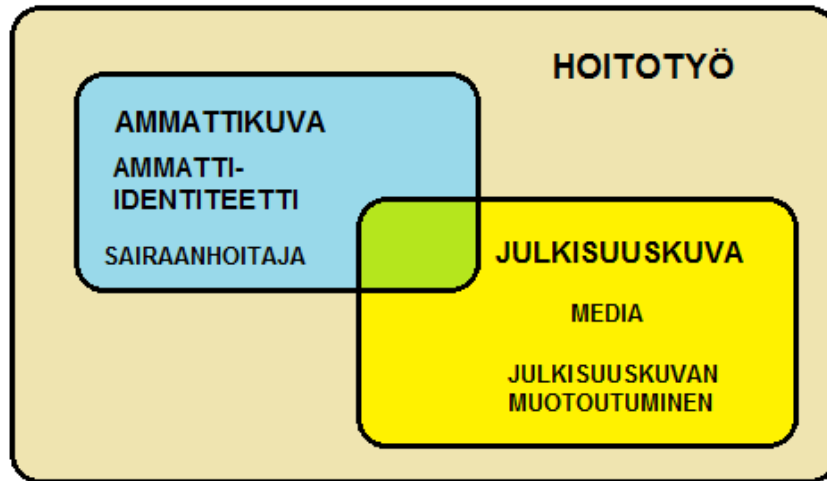 HOITOTYÖ
AMMATTIKUVA
AMMATTI-
IDENTITEETTI
SAIRAANHOITAJA
JULKISUUSKUVA
MEDIA
JULKISUUSKUVAN
MUOTOUTUMINEN